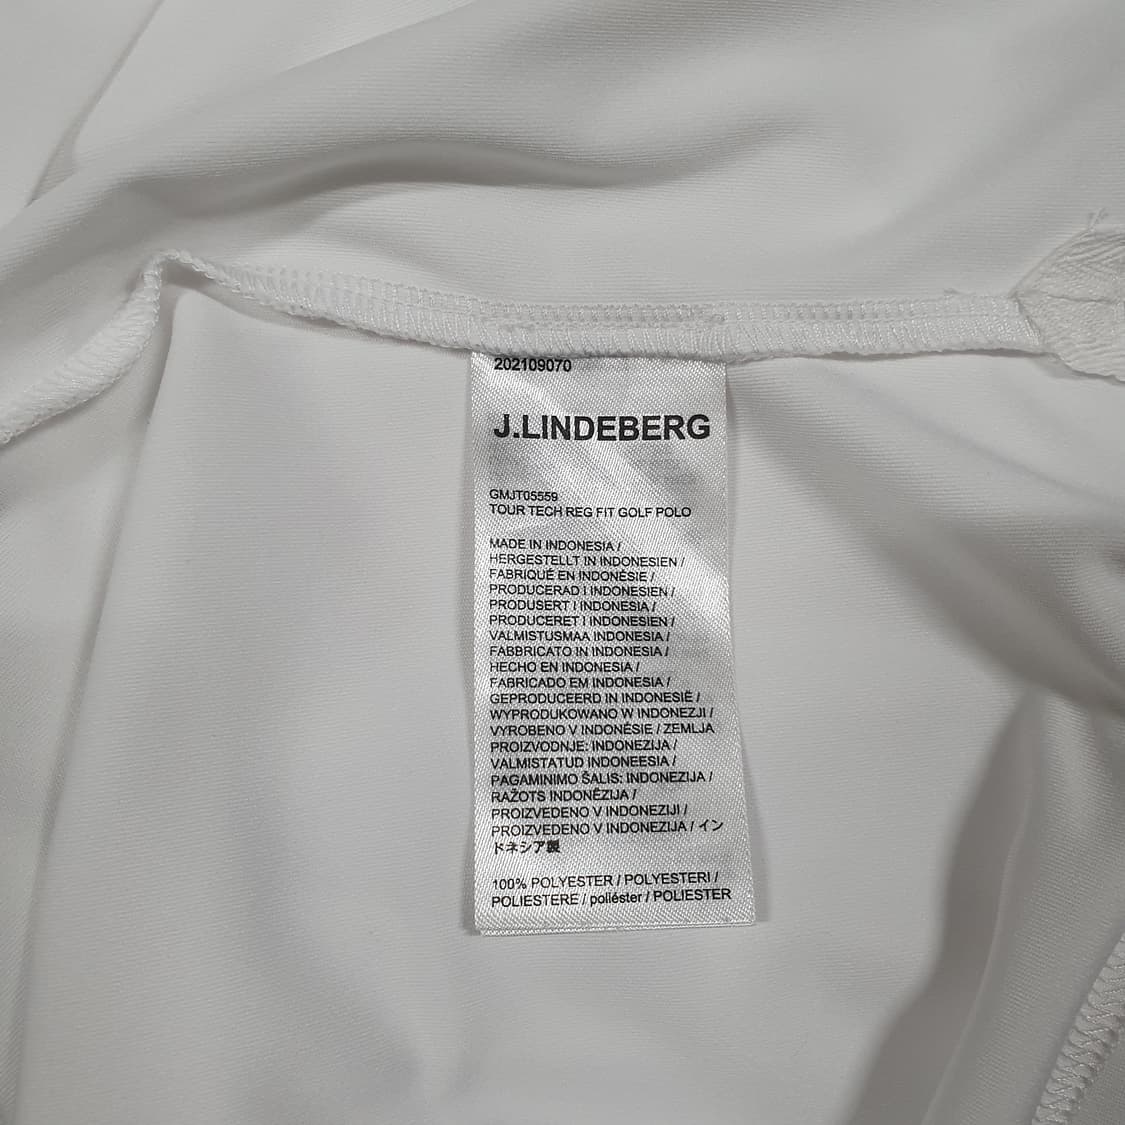 202109070
J.LINDEBERG
GMJT05559
TOUR TECH REG FIT GOLF POLO
MADE IN INDONESIA /
HERGESTELLT IN INDONESIEN /
FABRIQUÉ EN INDONÉSIE /
PRODUCERAD I INDONESIEN /
PRODUSERT I INDONESIA /
PRODUCERET I INDONESIEN /
VALMISTUSMAA INDONESIA /
FABBRICATO IN INDONESIA /
HECHO EN INDONESIA /
FABRICADO EM INDONESIA /
GEPRODUCEERD IN INDONESIË /
WYPRODUKOWANO W INDONEZJI /
VYROBENO V INDONÉSIE / ZEMLJA
PROIZVODNJE: INDONEZIJA /
VALMISTATUD INDONEESIA /
PAGAMINIMO ŠALIS: INDONEZIJA /
RAŽOTS INDONĒZIJA /
PROIZVEDENO V INDONEZIJI /
PROIZVEDENO V INDONEZIJA / イン
ドネシア製
100% POLYESTER / POLYESTERI /
POLIESTERE / poliéster / POLIESTER